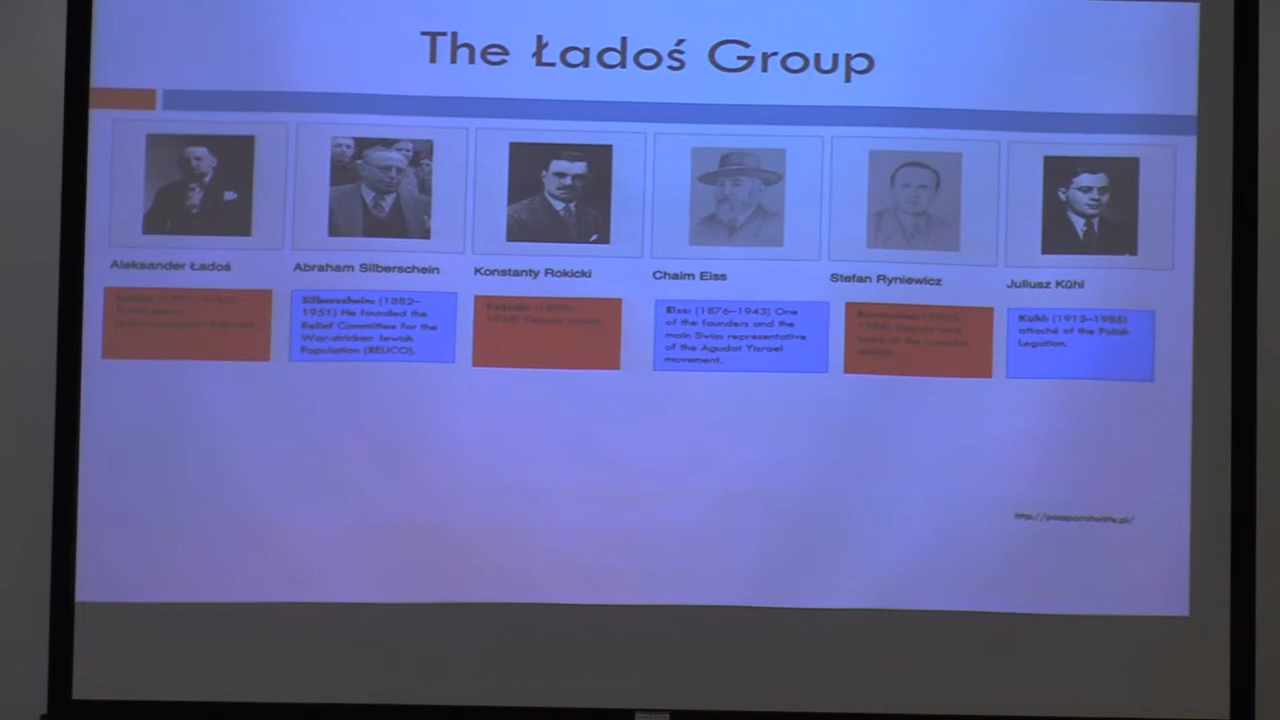 The Ładoś Group
Aleksander Ładoś
Abraham Silberschein
Konstanty Rokicki
Chaim Eiss
Stefan Ryniewicz
Juliusz Kühl
Silberschein: (1882–
1951) He founded the
Relief Committee for the
War-stricken Jewish
Population (RELICO).
Eiss: (1876–1943) One
of the founders and the
main Swiss representative
of the Agudat Yisrael
movement.
Kühl: (1913–1985)
attaché of the Polish
Legation.